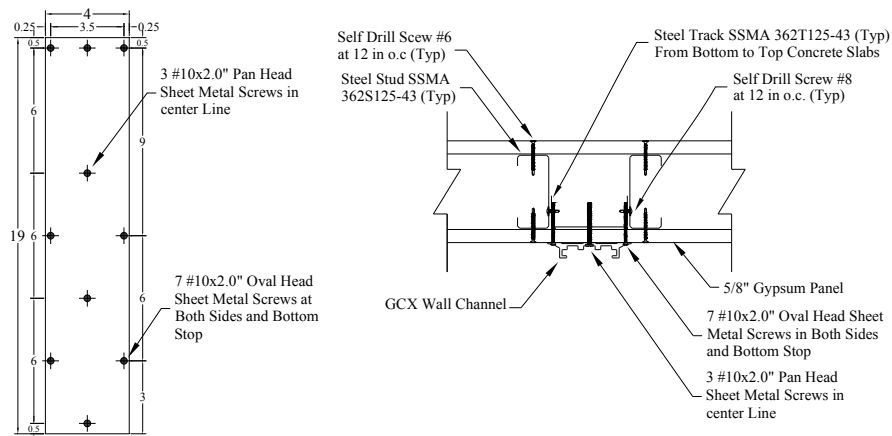 4
0.25
3.5
0.25
0.5
0.5
3 #10x2.0" Pan Head
Sheet Metal Screws in
center Line
6
9
19
6
6
7 #10x2.0" Oval Head
Sheet Metal Screws at
Both Sides and Bottom
Stop
6
3
0.5
Self Drill Scew #6
at 12 in o.c (Typ)
Steel Stud SSMA
362S125-43 (Typ)
Steel Track SSMA 362T125-43 (Typ)
From Bottom to Top Concrete Slabs
Self Drill Screw #8
at 12 in o.c. (Typ)
GCX Wall Channel
5/8" Gypsum Panel
7 #10x2.0" Oval Head Sheet
Metal Screws in Both Sides
and Bottom Stop
3 #10x2.0" Pan Head
Sheet Metal Screws in
center Line